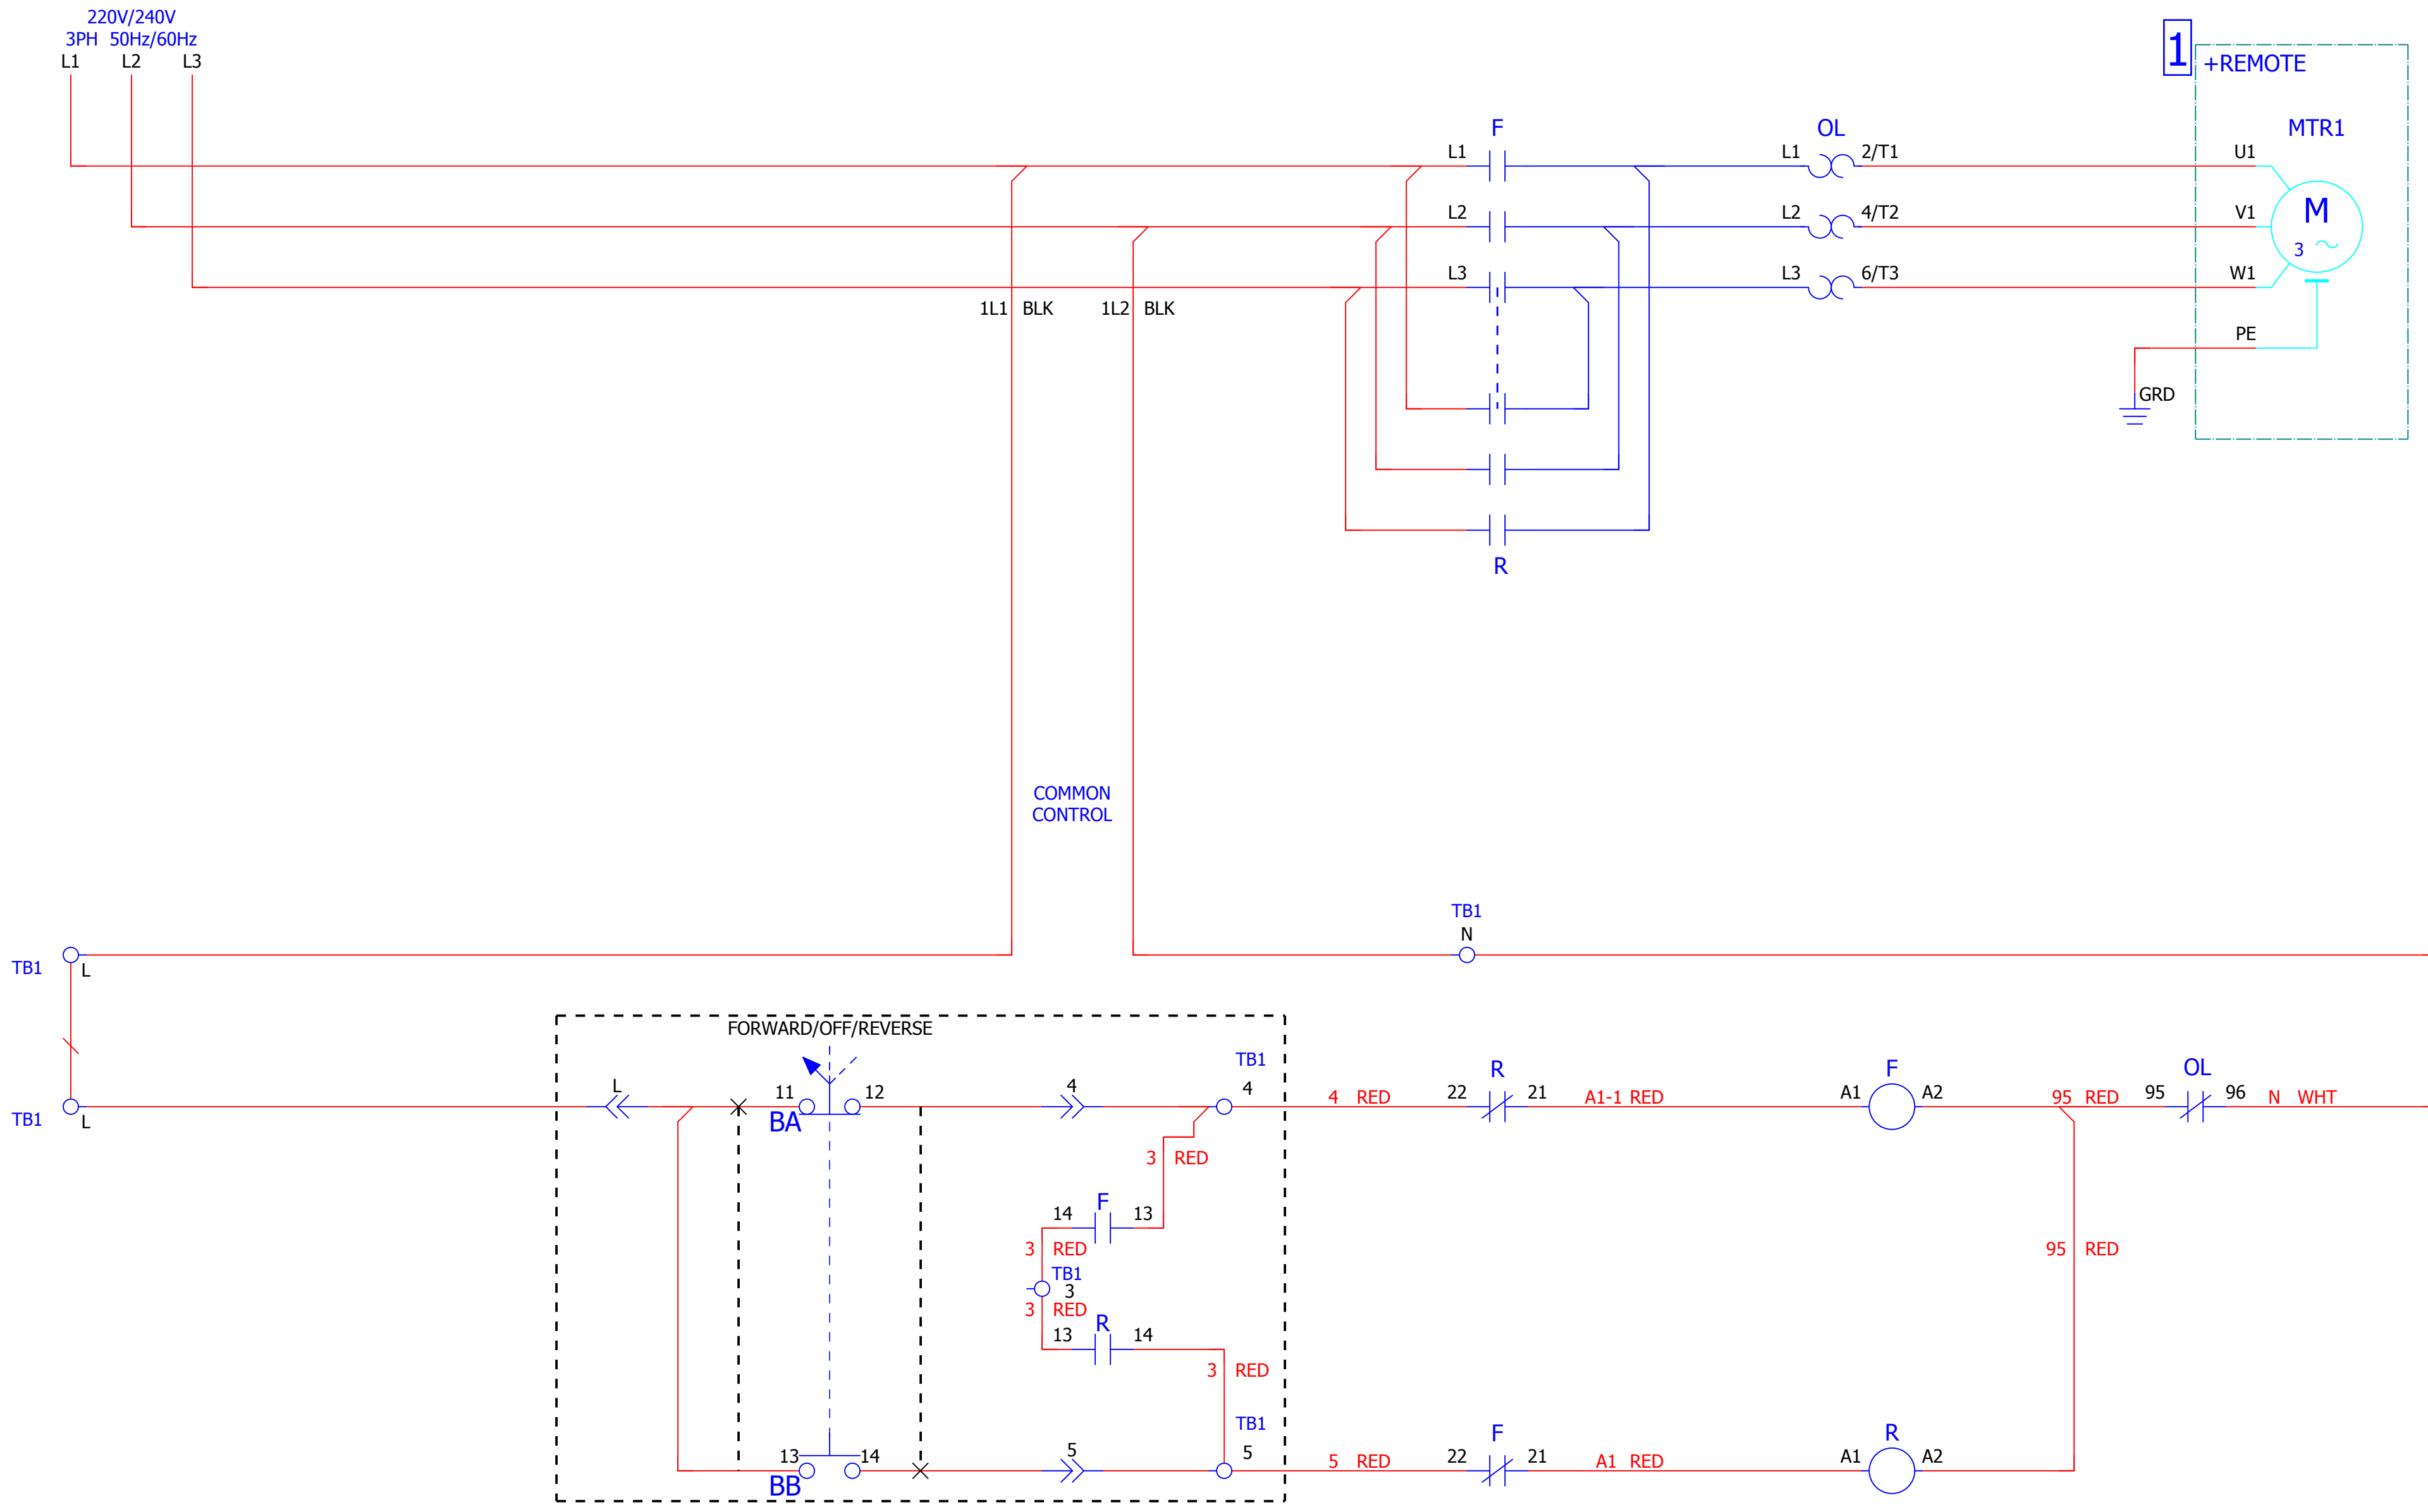 220V/240V
3PH 50Hz/60Hz
L1 L2 L3
1
+REMOTE
F OL MTR1
L1 L1 2/T1 U1
L2 L2 4/T2 V1
M
3
L3 L3 6/T3 W1
1L1 BLK 1L2 BLK
PE
GRD
R
COMMON
CONTROL
TB1
N
TB1 L
FORWARD/OFF/REVERSE
TB1 L
L
11 12
BA
4
TB1
4
4 RED
R
22 21
A1-1 RED
F
A1 A2
95 RED
OL
95 96
N WHT
3 RED
F
14 13
3 RED
TB1
3
3 RED
R
13 14
3 RED
95 RED
13 14
BB
5
TB1
5
5 RED
F
22 21
A1 RED
R
A1 A2